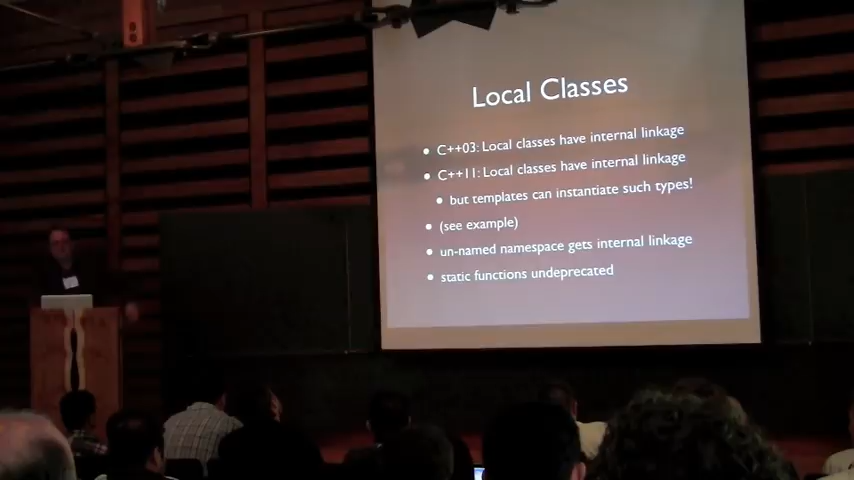 Local Classes
• C++03: Local classes have internal linkage
• C++11: Local classes have internal linkage
• but templates can instantiate such types!
• (see example)
• un-named namespace gets internal linkage
• static functions undeprecated